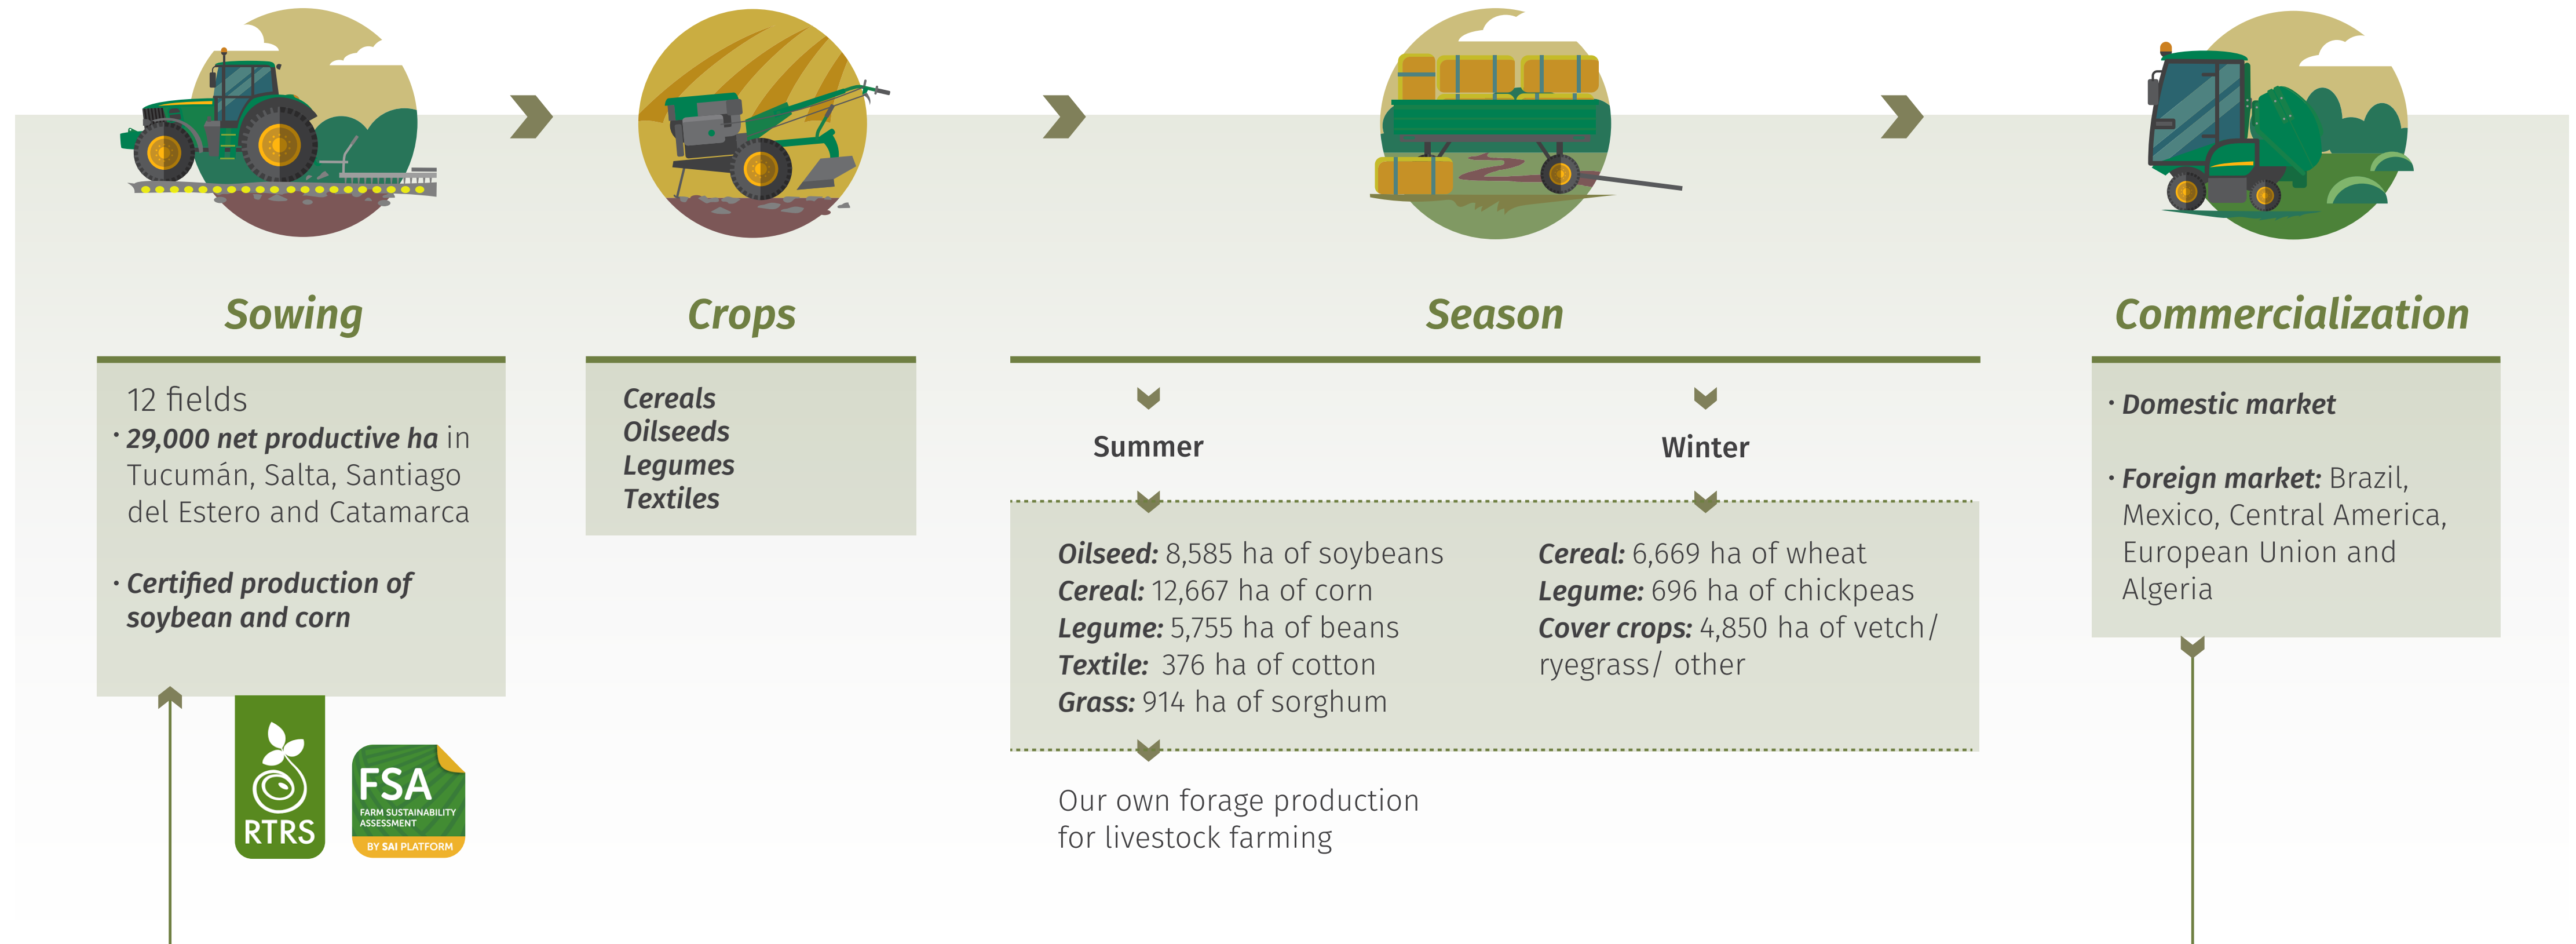 Sowing
12 fields
· 29,000 net productive ha in
Tucumán, Salta, Santiago
del Estero and Catamarca
· Certified production of
soybean and corn
RTRS
FSA
FARM SUSTAINABILITY
ASSESSMENT
BY SAI PLATFORM
Crops
Cereals
Oilseeds
Legumes
Textiles
Season
Summer
Oilseed: 8,585 ha of soybeans
Cereal: 12,667 ha of corn
Legume: 5,755 ha of beans
Textile: 376 ha of cotton
Grass: 914 ha of sorghum
Our own forage production
for livestock farming
Winter
Cereal: 6,669 ha of wheat
Legume: 696 ha of chickpeas
Cover crops: 4,850 ha of vetch/
ryegrass/ other
Commercialization
· Domestic market
· Foreign market: Brazil,
Mexico, Central America,
European Union and
Algeria